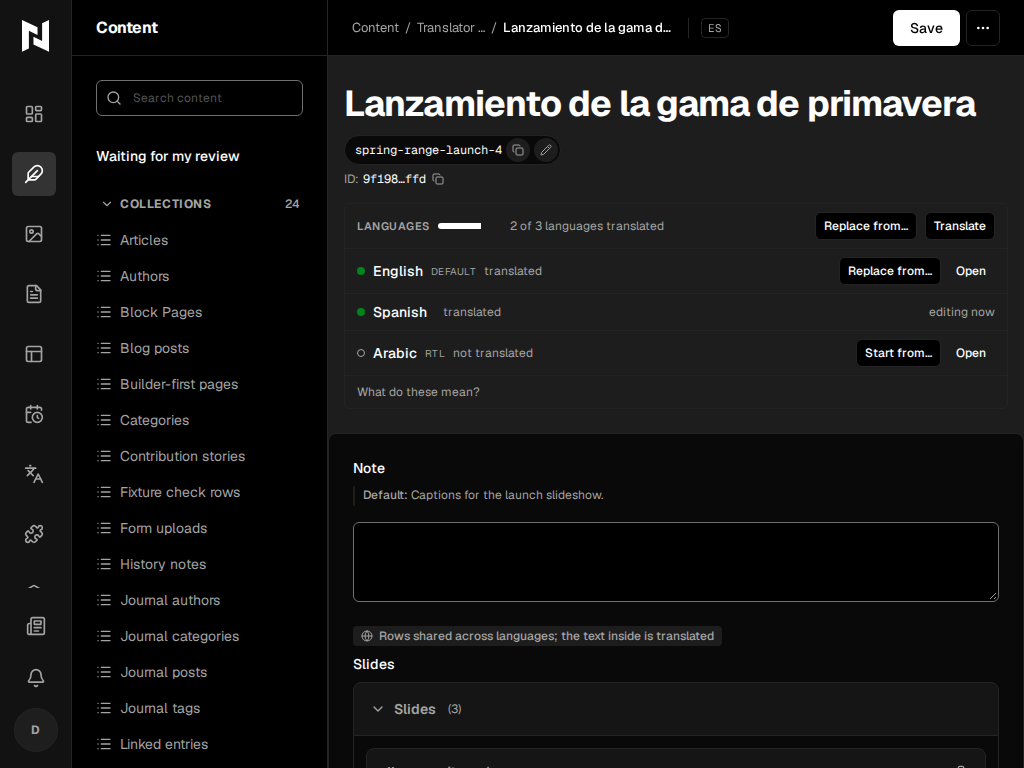 Content
Content / Translator ... / Lanzamiento de la gama d...
ES
Save
Search content
Waiting for my review
COLLECTIONS 24
Articles
Authors
Block Pages
Blog posts
Builder-first pages
Categories
Contribution stories
Fixture check rows
Form uploads
History notes
Journal authors
Journal categories
Journal posts
Journal tags
Linked entries
D
Lanzamiento de la gama de primavera
spring-range-launch-4
ID: 9f198…ffd
LANGUAGES 2 of 3 languages translated Replace from… Translate
English DEFAULT translated Replace from… Open
Spanish translated editing now
Arabic RTL not translated Start from… Open
What do these mean?
Note
Default: Captions for the launch slideshow.
Rows shared across languages; the text inside is translated
Slides
Slides (3)